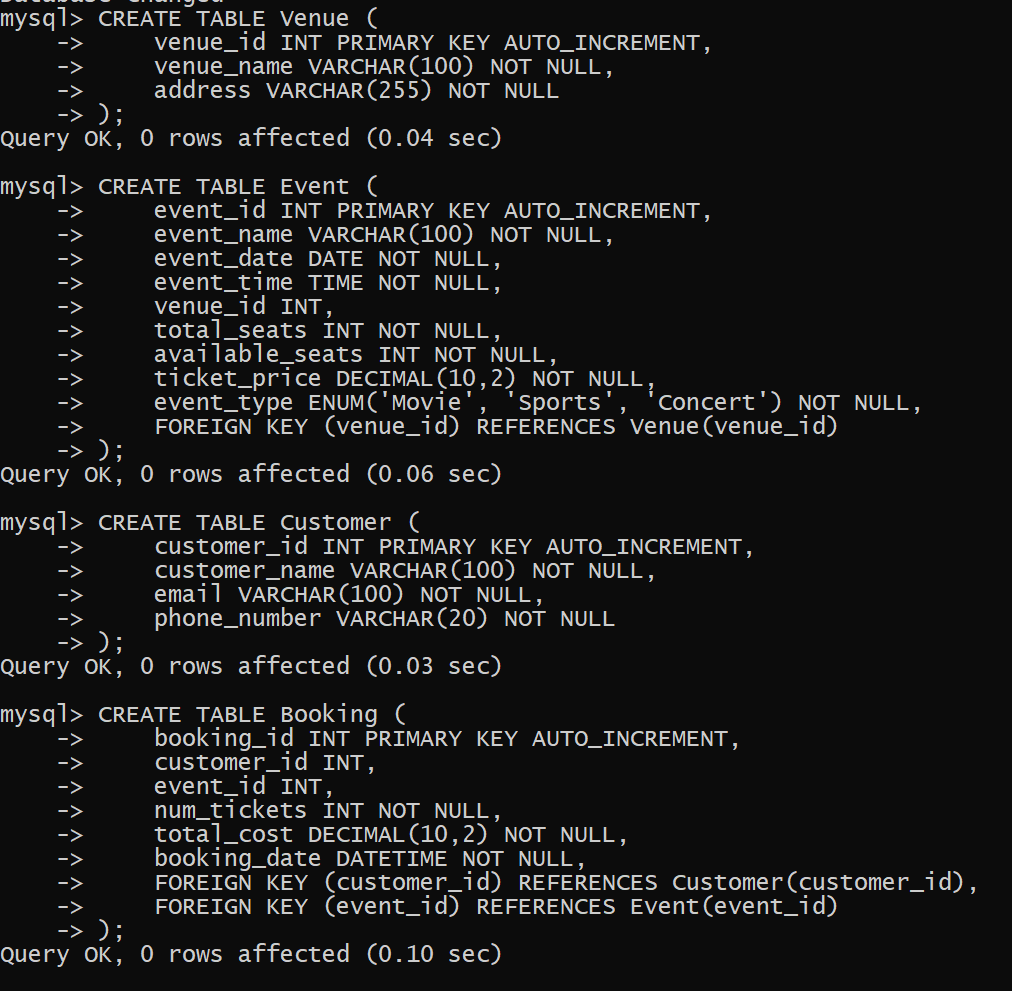 Database changed
mysql> CREATE TABLE Venue (
    ->     venue_id INT PRIMARY KEY AUTO_INCREMENT,
    ->     venue_name VARCHAR(100) NOT NULL,
    ->     address VARCHAR(255) NOT NULL
    -> );
Query OK, 0 rows affected (0.04 sec)

mysql> CREATE TABLE Event (
    ->     event_id INT PRIMARY KEY AUTO_INCREMENT,
    ->     event_name VARCHAR(100) NOT NULL,
    ->     event_date DATE NOT NULL,
    ->     event_time TIME NOT NULL,
    ->     venue_id INT,
    ->     total_seats INT NOT NULL,
    ->     available_seats INT NOT NULL,
    ->     ticket_price DECIMAL(10,2) NOT NULL,
    ->     event_type ENUM('Movie', 'Sports', 'Concert') NOT NULL,
    ->     FOREIGN KEY (venue_id) REFERENCES Venue(venue_id)
    -> );
Query OK, 0 rows affected (0.06 sec)

mysql> CREATE TABLE Customer (
    ->     customer_id INT PRIMARY KEY AUTO_INCREMENT,
    ->     customer_name VARCHAR(100) NOT NULL,
    ->     email VARCHAR(100) NOT NULL,
    ->     phone_number VARCHAR(20) NOT NULL
    -> );
Query OK, 0 rows affected (0.03 sec)

mysql> CREATE TABLE Booking (
    ->     booking_id INT PRIMARY KEY AUTO_INCREMENT,
    ->     customer_id INT,
    ->     event_id INT,
    ->     num_tickets INT NOT NULL,
    ->     total_cost DECIMAL(10,2) NOT NULL,
    ->     booking_date DATETIME NOT NULL,
    ->     FOREIGN KEY (customer_id) REFERENCES Customer(customer_id),
    ->     FOREIGN KEY (event_id) REFERENCES Event(event_id)
    -> );
Query OK, 0 rows affected (0.10 sec)